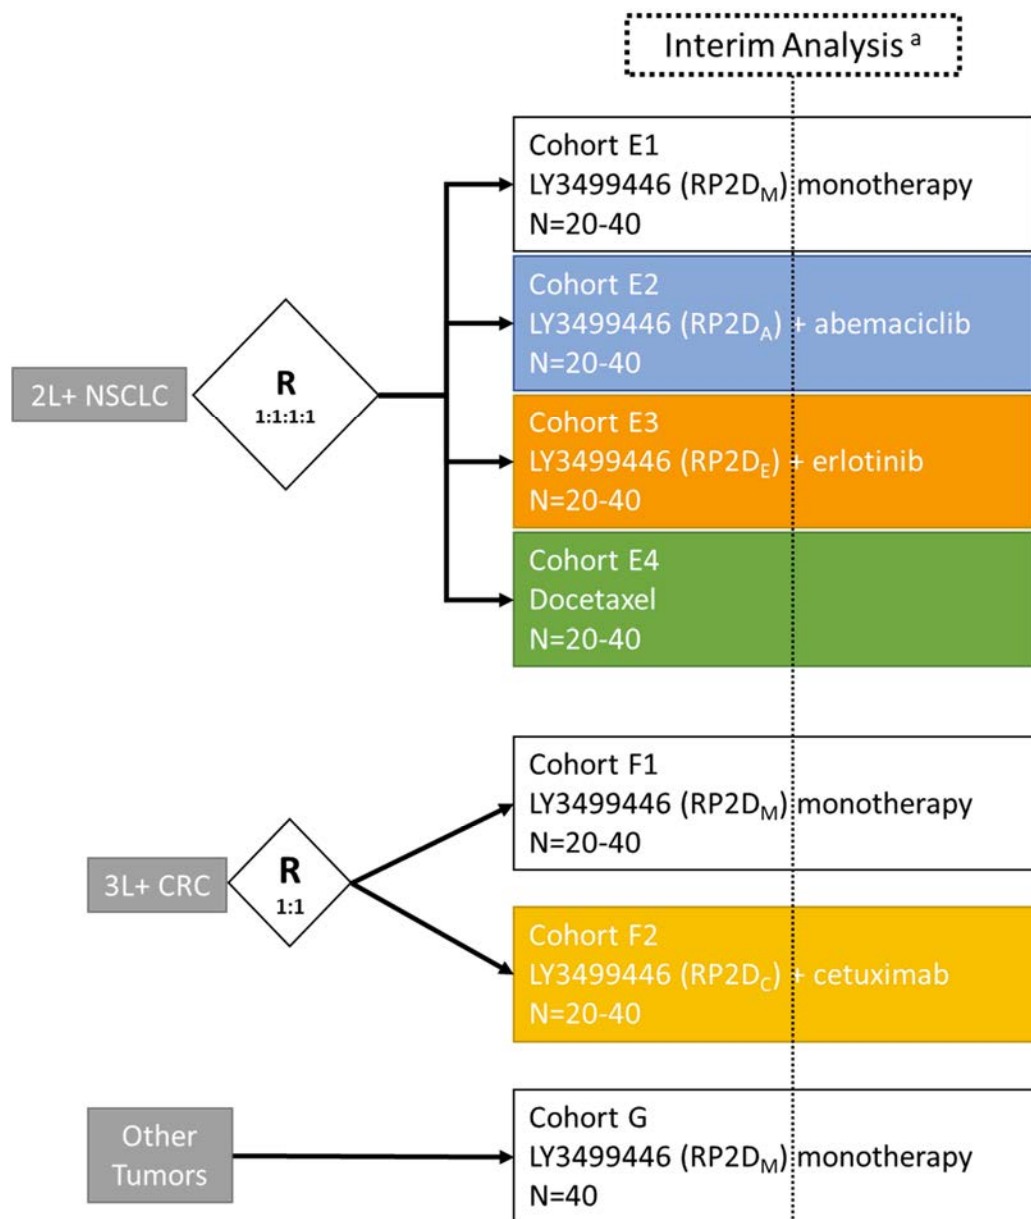 Interim Analysis a
Cohort E1
LY3499446 (RP2DM) monotherapy
N=20-40
Cohort E2
LY3499446 (RP2DA) + abemaciclib
N=20-40
2L+ NSCLC
R
1:1:1:1
Cohort E3
LY3499446 (RP2DE) + erlotinib
N=20-40
Cohort E4
Docetaxel
N=20-40
Cohort F1
LY3499446 (RP2DM) monotherapy
N=20-40
3L+ CRC
R
1:1
Cohort F2
LY3499446 (RP2DC) + cetuximab
N=20-40
Other
Tumors
Cohort G
LY3499446 (RP2DM) monotherapy
N=40